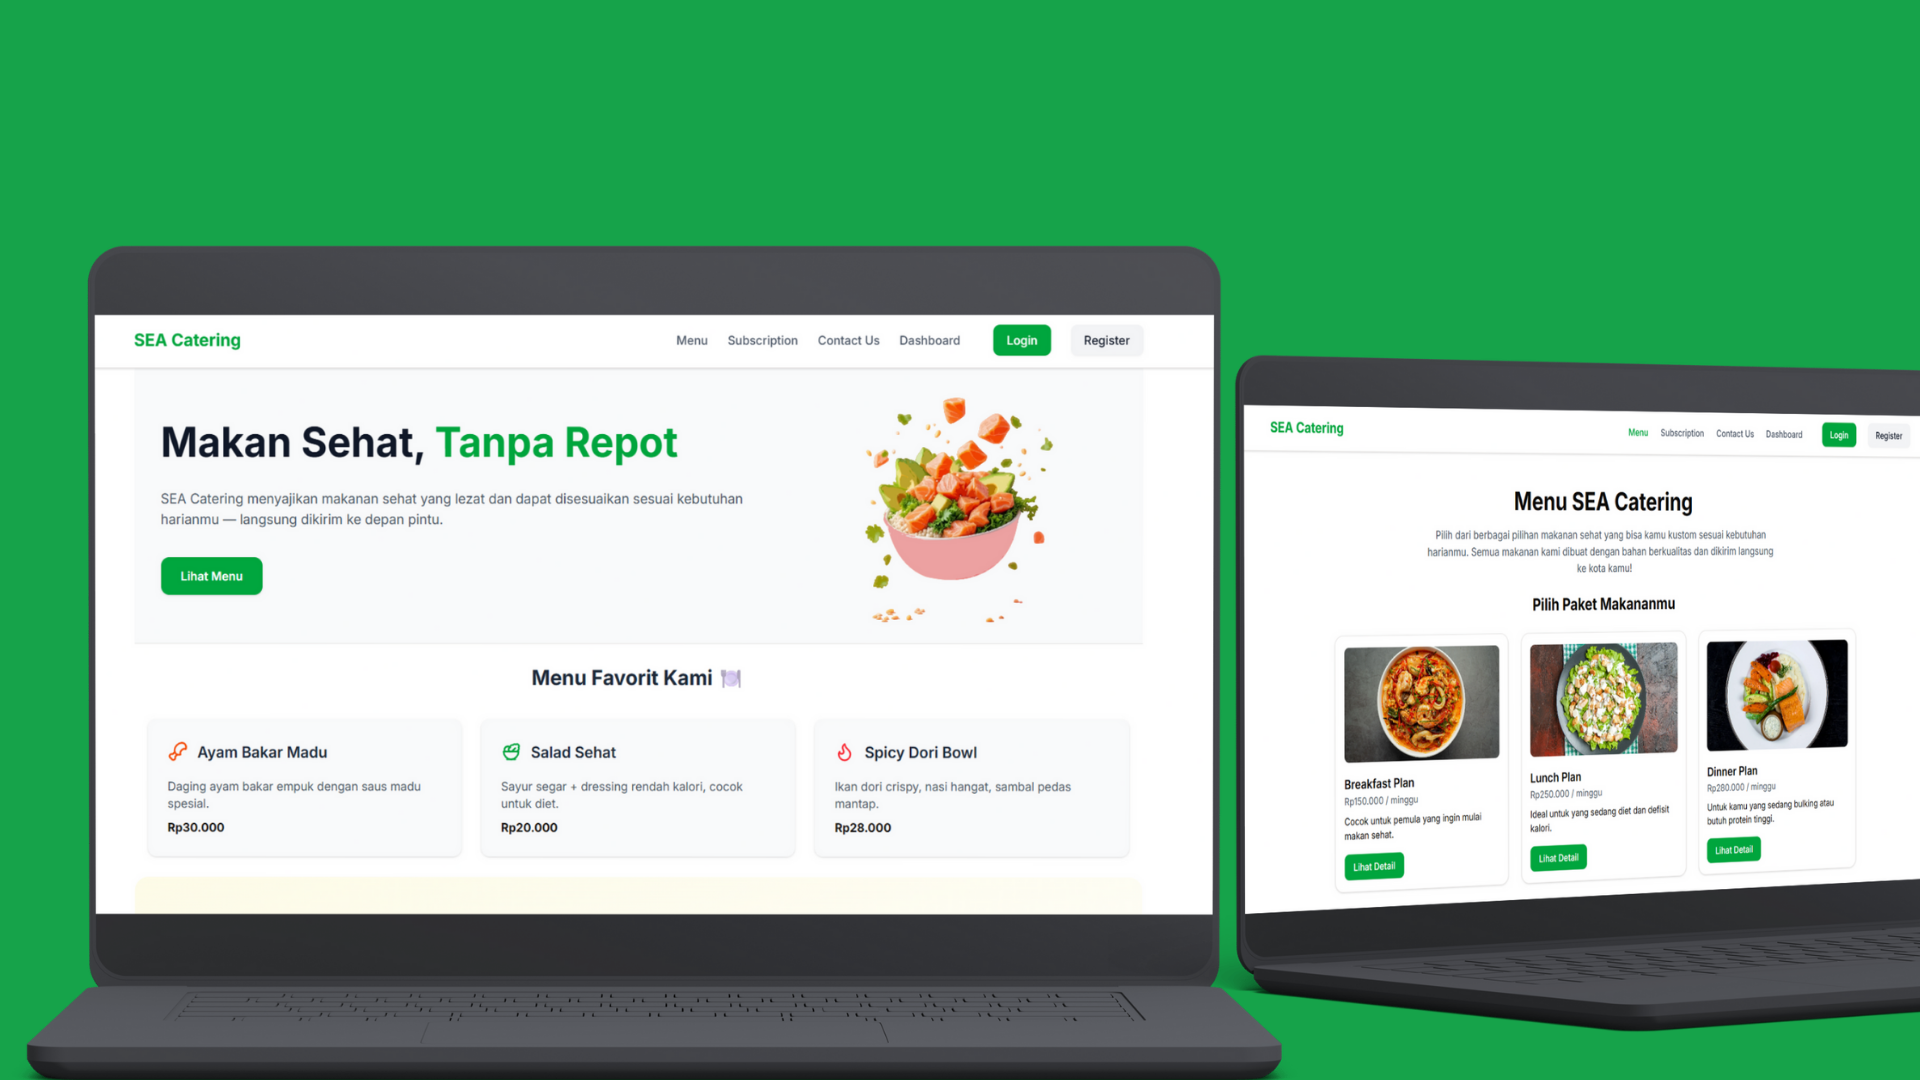 SEA Catering
Menu
Subscription
Contact Us
Dashboard
Login
Register
Makan Sehat, Tanpa Repot
SEA Catering menyajikan makanan sehat yang lezat dan dapat disesuaikan sesuai kebutuhan
harianmu — langsung dikirim ke depan pintu.
Lihat Menu
Menu Favorit Kami 🍽️
Ayam Bakar Madu
Daging ayam bakar empuk dengan saus madu
spesial.
Rp30.000
Salad Sehat
Sayur segar + dressing rendah kalori, cocok
untuk diet.
Rp20.000
Spicy Dori Bowl
Ikan dori crispy, nasi hangat, sambal pedas
mantap.
Rp28.000
SEA Catering
Menu
Subscription
Contact Us
Dashboard
Login
Register
Menu SEA Catering
Pilih dari berbagai pilihan makanan sehat yang bisa kamu kustom sesuai kebutuhan
harianmu. Semua makanan kami dibuat dengan bahan berkualitas dan dikirim langsung
ke kota kamu!
Pilih Paket Makananmu
Breakfast Plan
Rp150.000 / minggu
Cocok untuk pemula yang ingin mulai
makan sehat.
Lihat Detail
Lunch Plan
Rp250.000 / minggu
Ideal untuk yang sedang diet dan defisit
kalori.
Lihat Detail
Dinner Plan
Rp280.000 / minggu
Untuk kamu yang sedang bulking atau
butuh protein tinggi.
Lihat Detail